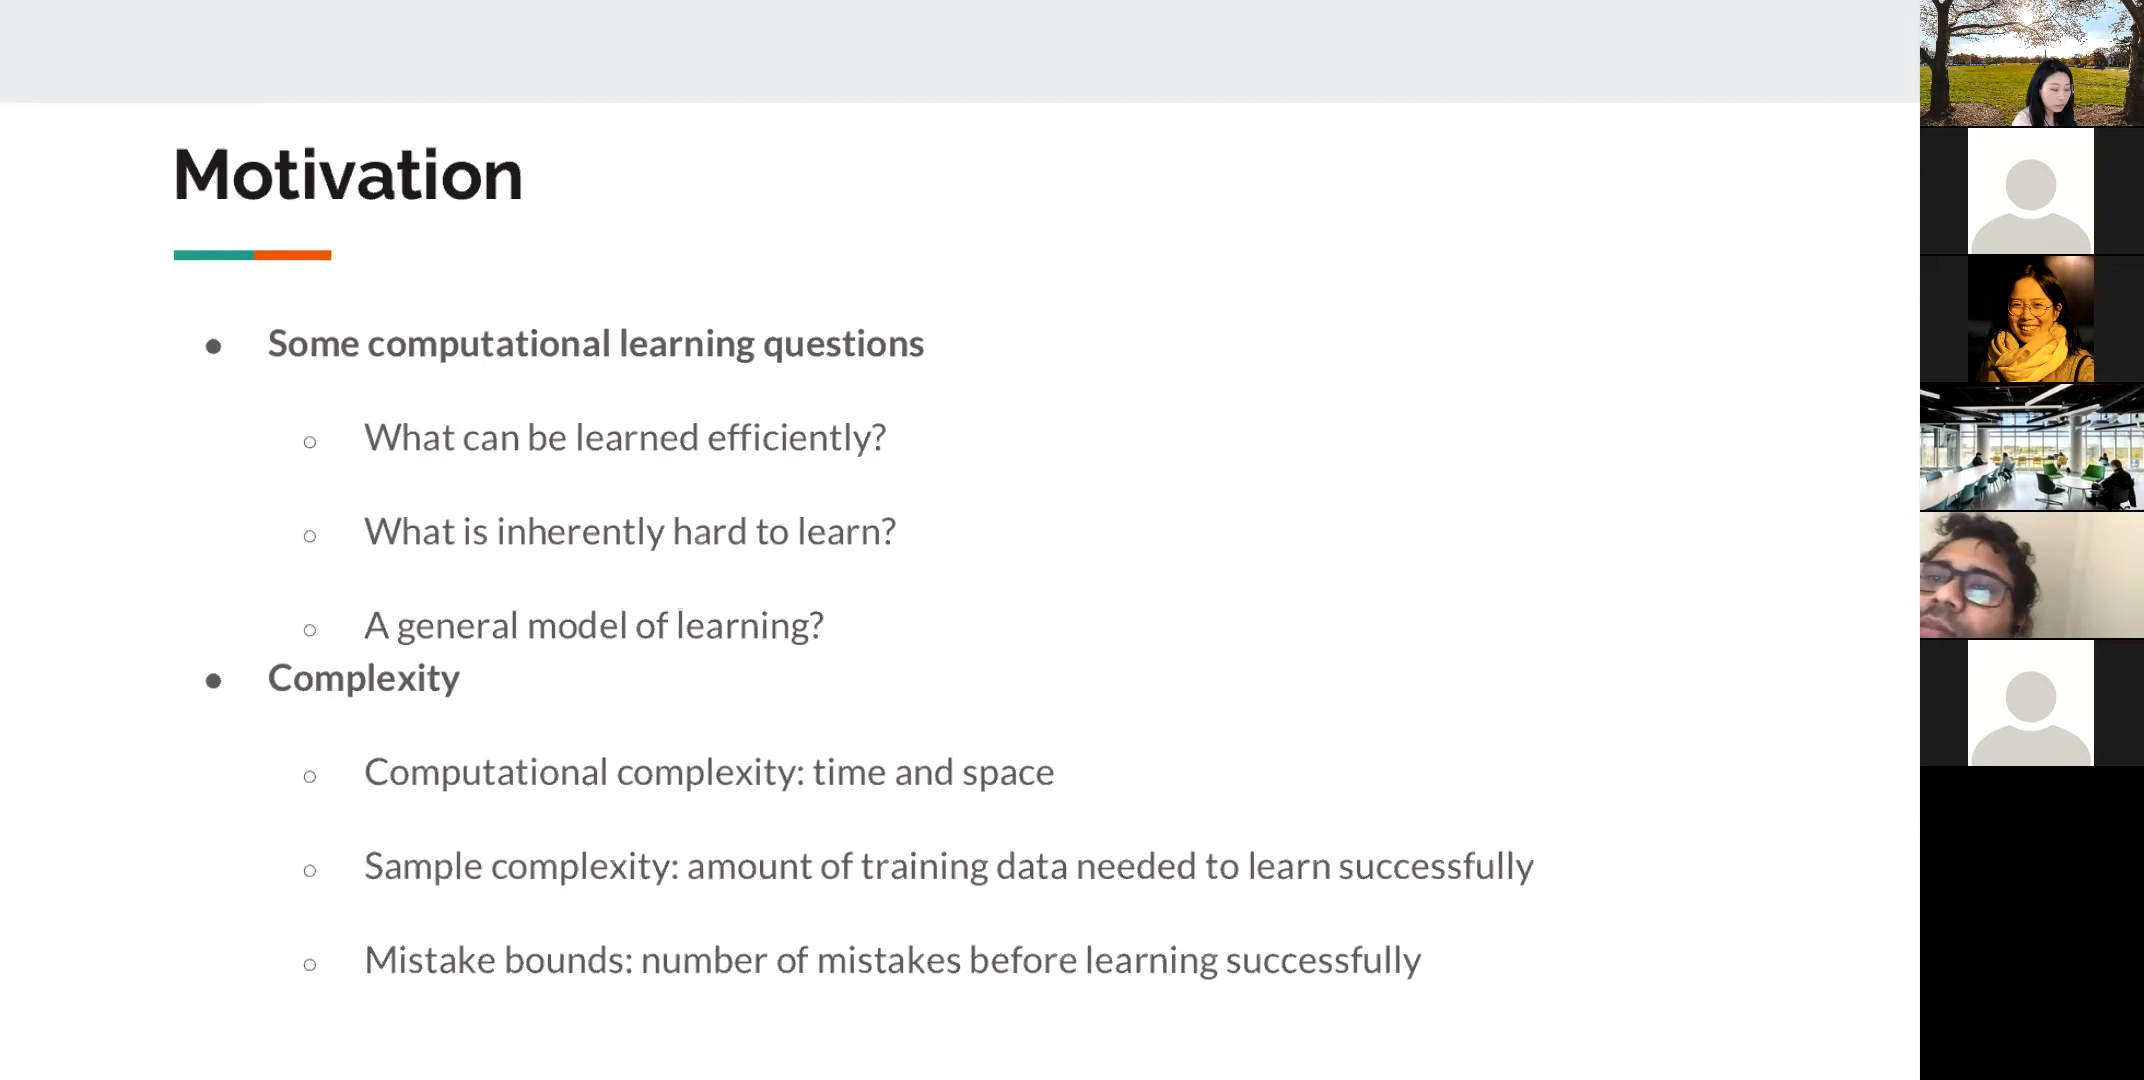 Motivation
Some computational learning questions
What can be learned efficiently?
What is inherently hard to learn?
A general model of learning?
Complexity
Computational complexity: time and space
Sample complexity: amount of training data needed to learn successfully
Mistake bounds: number of mistakes before learning successfully